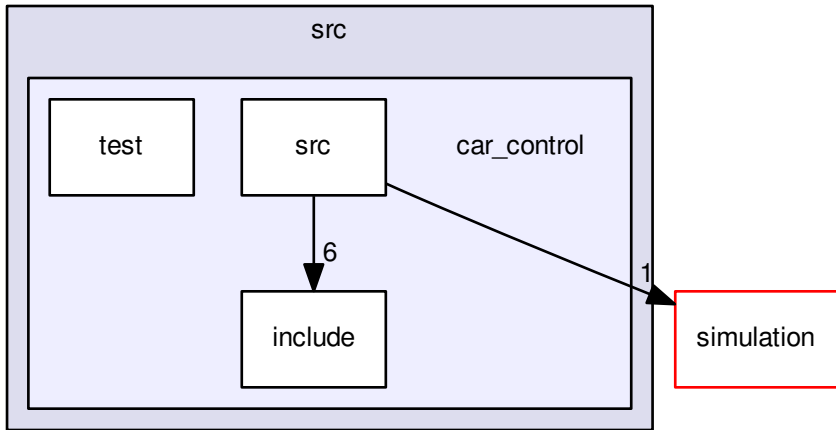 src
test
src
car_control
6
1
include
simulation